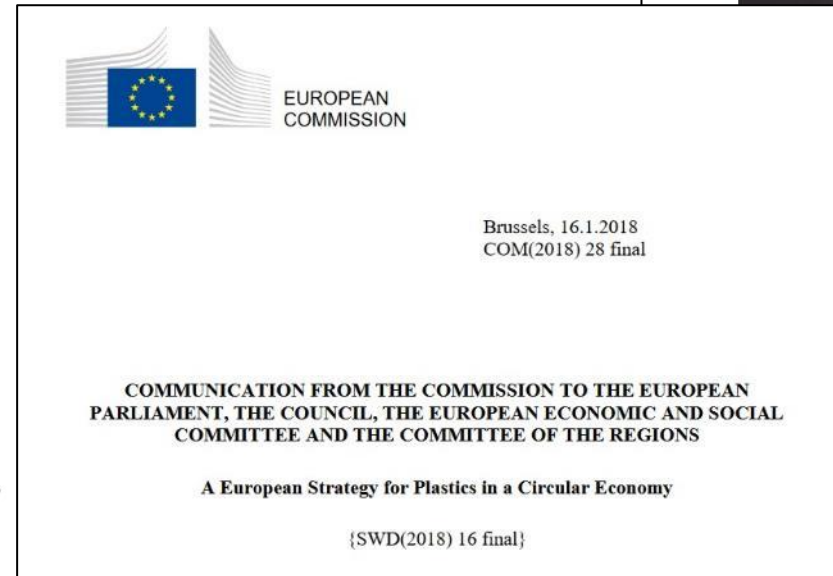 EUROPEAN
COMMISSION
Brussels, 16.1.2018
COM(2018) 28 final
COMMUNICATION FROM THE COMMISSION TO THE EUROPEAN
PARLIAMENT, THE COUNCIL, THE EUROPEAN ECONOMIC AND SOCIAL
COMMITTEE AND THE COMMITTEE OF THE REGIONS
A European Strategy for Plastics in a Circular Economy
{SWD(2018) 16 final}